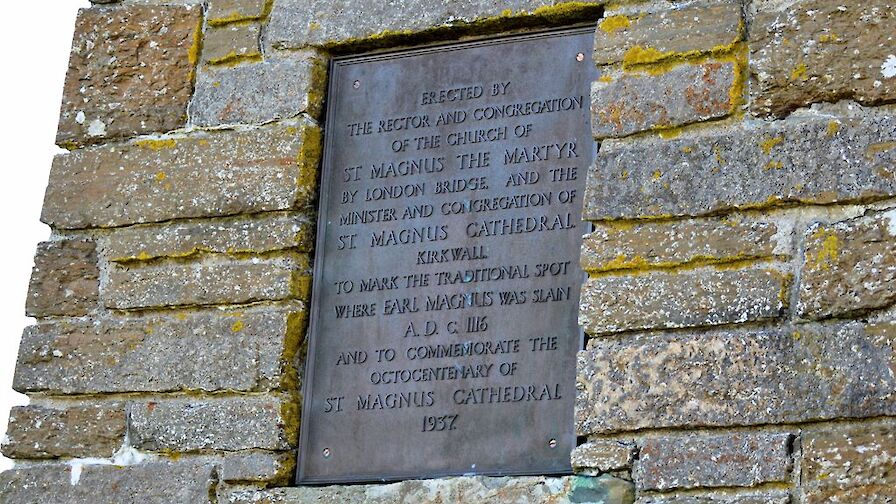 ERECTED BY
THE RECTOR AND CONGREGATION
OF THE CHURCH OF
ST. MAGNUS THE MARTYR
BY LONDON BRIDGE. AND THE
MINISTER AND CONGREGATION OF
ST MAGNUS CATHEDRAL.
KIRKWALL.
TO MARK THE TRADITIONAL SPOT
WHERE EARL MAGNUS WAS SLAIN
A. D. C. 1116
AND TO COMMEMORATE THE
OCTOCENTENARY OF
ST MAGNUS CATHEDRAL
1937.